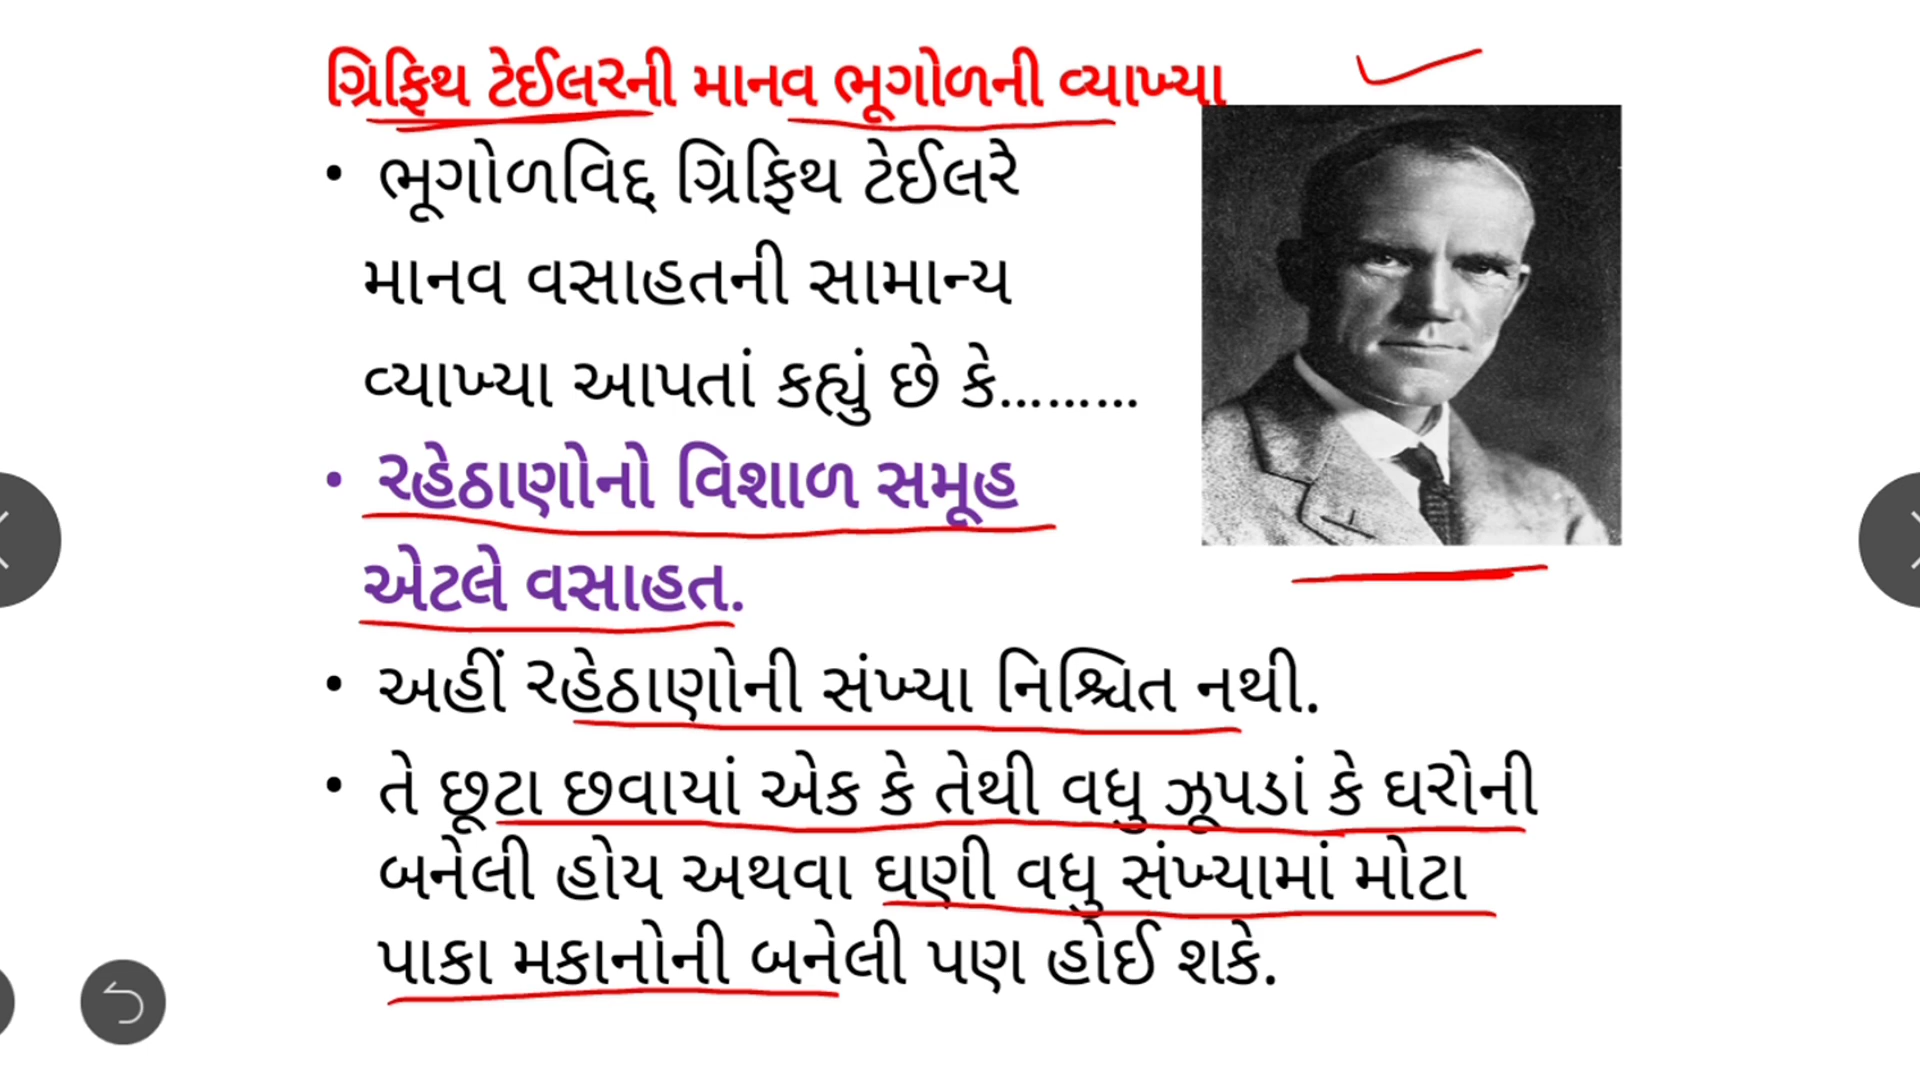 ગ્રિફિથ ટેઈલરની માનવ ભૂગોળની વ્યાખ્યા
• ભૂગોળવિદ્દ ગ્રિફિથ ટેઈલરે
માનવ વસાહતની સામાન્ય
વ્યાખ્યા આપતાં કહ્યું છે કે.........
• રહેઠાણોનો વિશાળ સમૂહ
એટલે વસાહત.
• અહીં રહેઠાણોની સંખ્યા નિશ્ચિત નથી.
• તે છૂટા છવાયાં એક કે તેથી વધુ ઝૂપડાં કે ઘરોની
બનેલી હોય અથવા ઘણી વધુ સંખ્યામાં મોટા
પાકા મકાનોની બનેલી પણ હોઈ શકે.